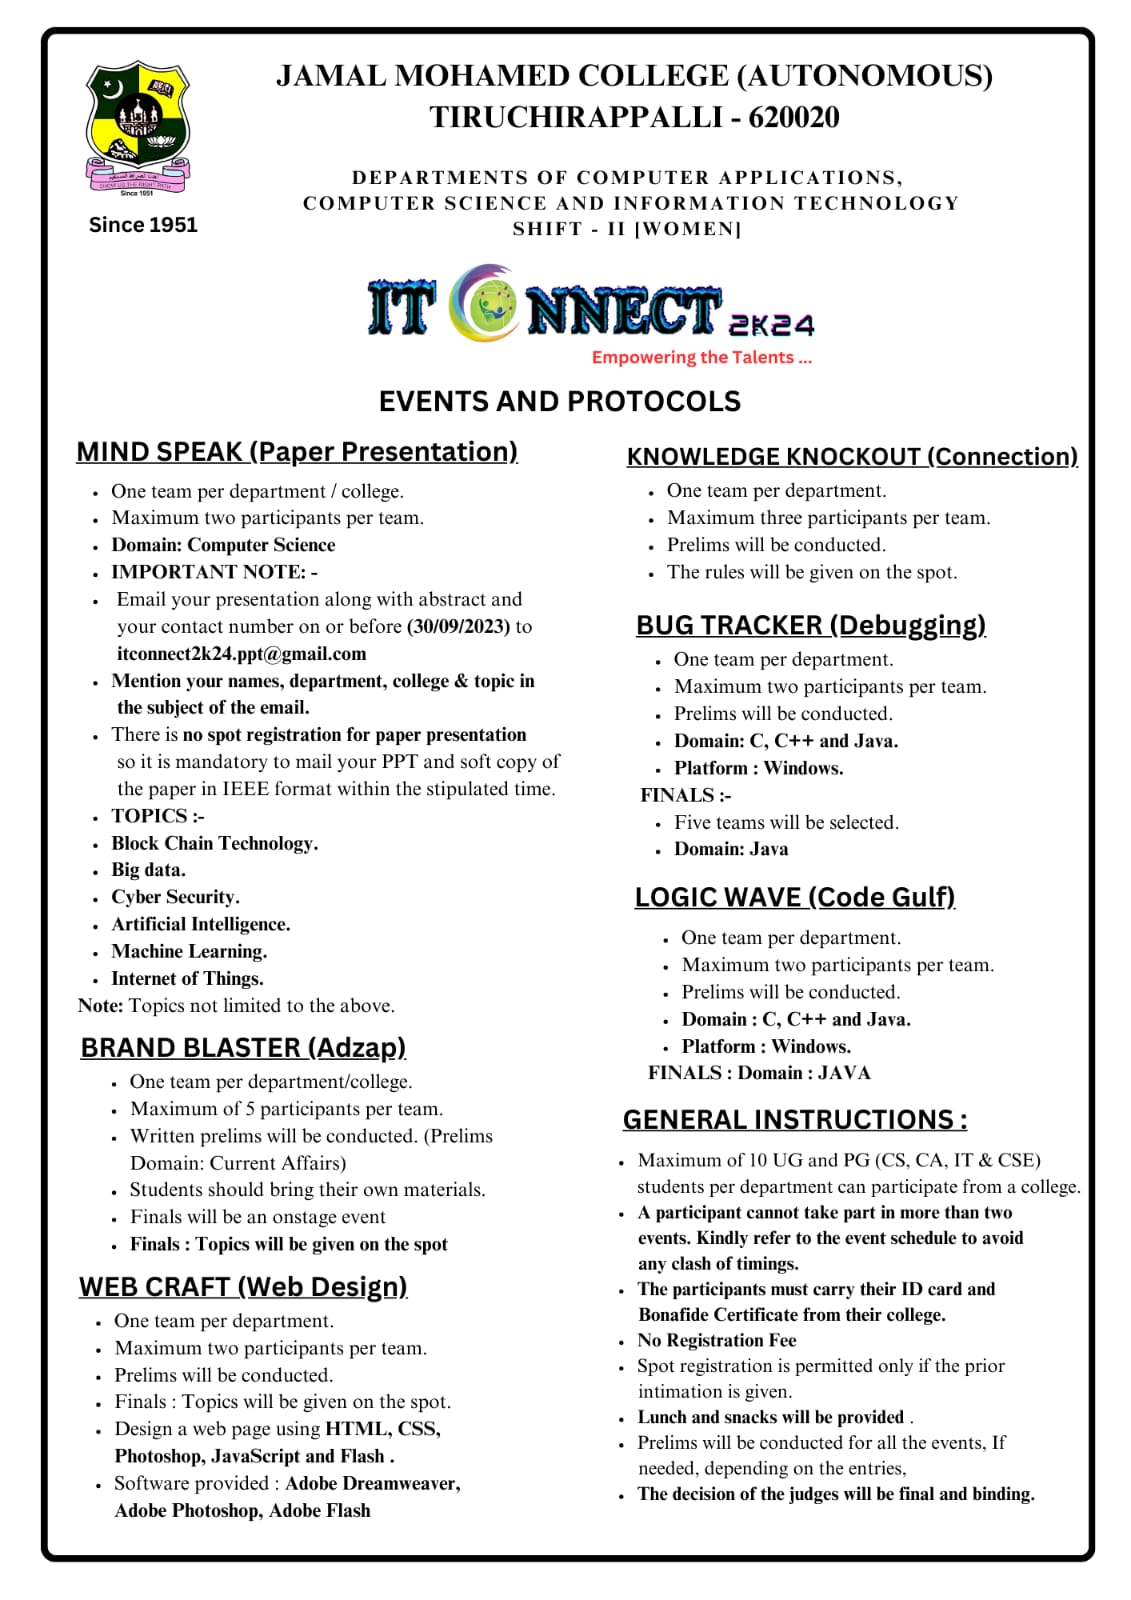 JAMAL MOHAMED COLLEGE (AUTONOMOUS)
TIRUCHIRAPPALLI - 620020
DEPARTMENTS OF COMPUTER APPLICATIONS,
COMPUTER SCIENCE AND INFORMATION TECHNOLOGY
SHIFT - II [WOMEN]
SHOW US THE RIGHT PATH
Since 1951
Since 1951
IT C NNECT 2K24
Empowering the Talents ...
EVENTS AND PROTOCOLS
MIND SPEAK (Paper Presentation)
• One team per department / college.
• Maximum two participants per team.
• Domain: Computer Science
• IMPORTANT NOTE: -
• Email your presentation along with abstract and
your contact number on or before (30/09/2023) to
itconnect2k24.ppt@gmail.com
• Mention your names, department, college & topic in
the subject of the email.
• There is no spot registration for paper presentation
so it is mandatory to mail your PPT and soft copy of
the paper in IEEE format within the stipulated time.
• TOPICS :-
• Block Chain Technology.
• Big data.
• Cyber Security.
• Artificial Intelligence.
• Machine Learning.
• Internet of Things.
Note: Topics not limited to the above.
BRAND BLASTER (Adzap)
• One team per department/college.
• Maximum of 5 participants per team.
• Written prelims will be conducted. (Prelims
Domain: Current Affairs)
• Students should bring their own materials.
• Finals will be an onstage event
• Finals : Topics will be given on the spot
WEB CRAFT (Web Design)
• One team per department.
• Maximum two participants per team.
• Prelims will be conducted.
• Finals : Topics will be given on the spot.
• Design a web page using HTML, CSS,
Photoshop, JavaScript and Flash .
• Software provided : Adobe Dreamweaver,
Adobe Photoshop, Adobe Flash
KNOWLEDGE KNOCKOUT (Connection)
• One team per department.
• Maximum three participants per team.
• Prelims will be conducted.
• The rules will be given on the spot.
BUG TRACKER (Debugging)
• One team per department.
• Maximum two participants per team.
• Prelims will be conducted.
• Domain: C, C++ and Java.
• Platform : Windows.
FINALS :-
• Five teams will be selected.
• Domain: Java
LOGIC WAVE (Code Gulf)
• One team per department.
• Maximum two participants per team.
• Prelims will be conducted.
• Domain : C, C++ and Java.
• Platform : Windows.
FINALS : Domain : JAVA
GENERAL INSTRUCTIONS :
• Maximum of 10 UG and PG (CS, CA, IT & CSE)
students per department can participate from a college.
• A participant cannot take part in more than two
events. Kindly refer to the event schedule to avoid
any clash of timings.
• The participants must carry their ID card and
Bonafide Certificate from their college.
• No Registration Fee
• Spot registration is permitted only if the prior
intimation is given.
• Lunch and snacks will be provided .
• Prelims will be conducted for all the events, If
needed, depending on the entries,
• The decision of the judges will be final and binding.